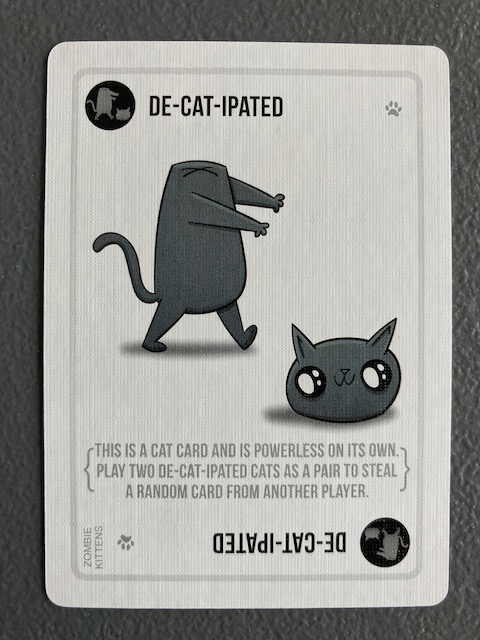 DE-CAT-IPATED
THIS IS A CAT CARD AND IS POWERLESS ON ITS OWN.
PLAY TWO DE-CAT-IPATED CATS AS A PAIR TO STEAL
A RANDOM CARD FROM ANOTHER PLAYER.
ZOMBIE
KITTENS
DE-CAT-IPATED